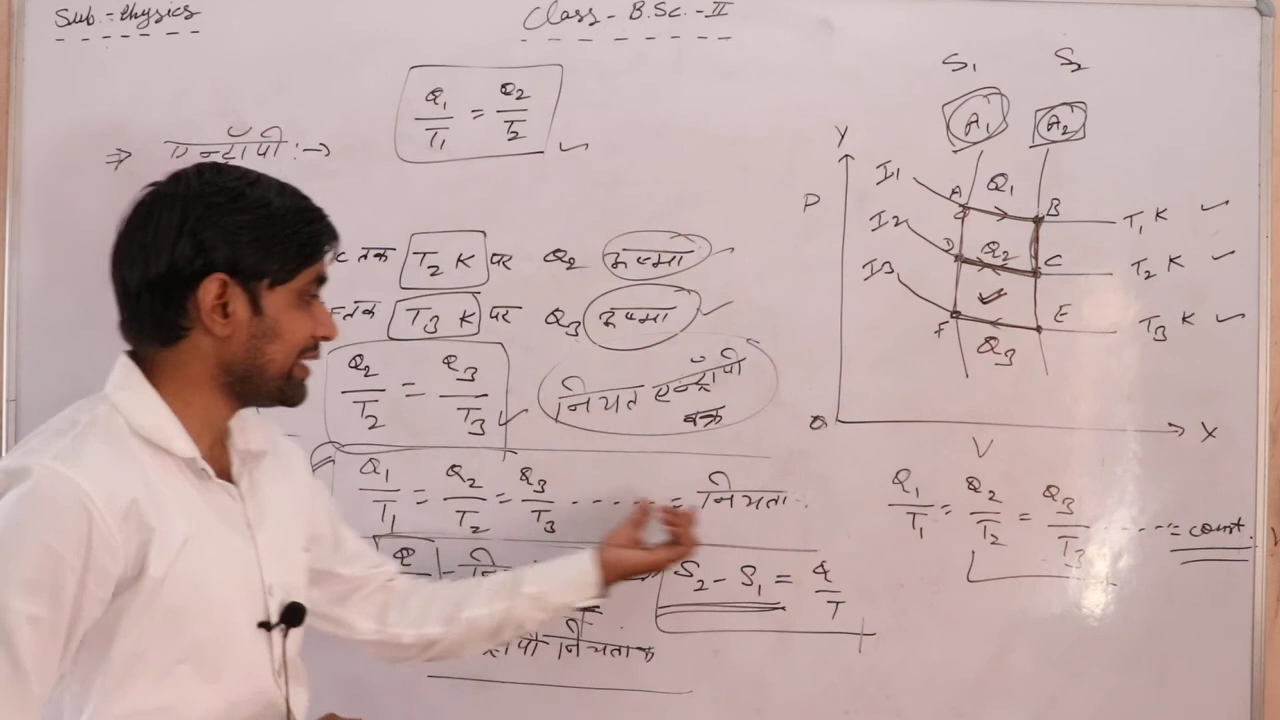 Sub. - Physics
Class - B.Sc. - II
Q₁/T₁ = Q₂/T₂
⇒ एन्ट्रॉपी :→
C तक T₂ K पर Q₂ ऊष्मा
F तक T₃ K पर Q₃ ऊष्मा
Q₂/T₂ = Q₃/T₃
नियत एन्ट्रॉपी
वक्र
Q₁/T₁ = Q₂/T₂ = Q₃/T₃ ...... = नियतांक
S₂ - S₁ = Q/T
नियतांक
S₁ S₂
A₁ A₂
Y
P
I₁ A Q₁ B T₁ K
I₂ D Q₂ C T₂ K
I₃ F Q₃ E T₃ K
O V X
Q₁/T₁ = Q₂/T₂ = Q₃/T₃ ...... = const.